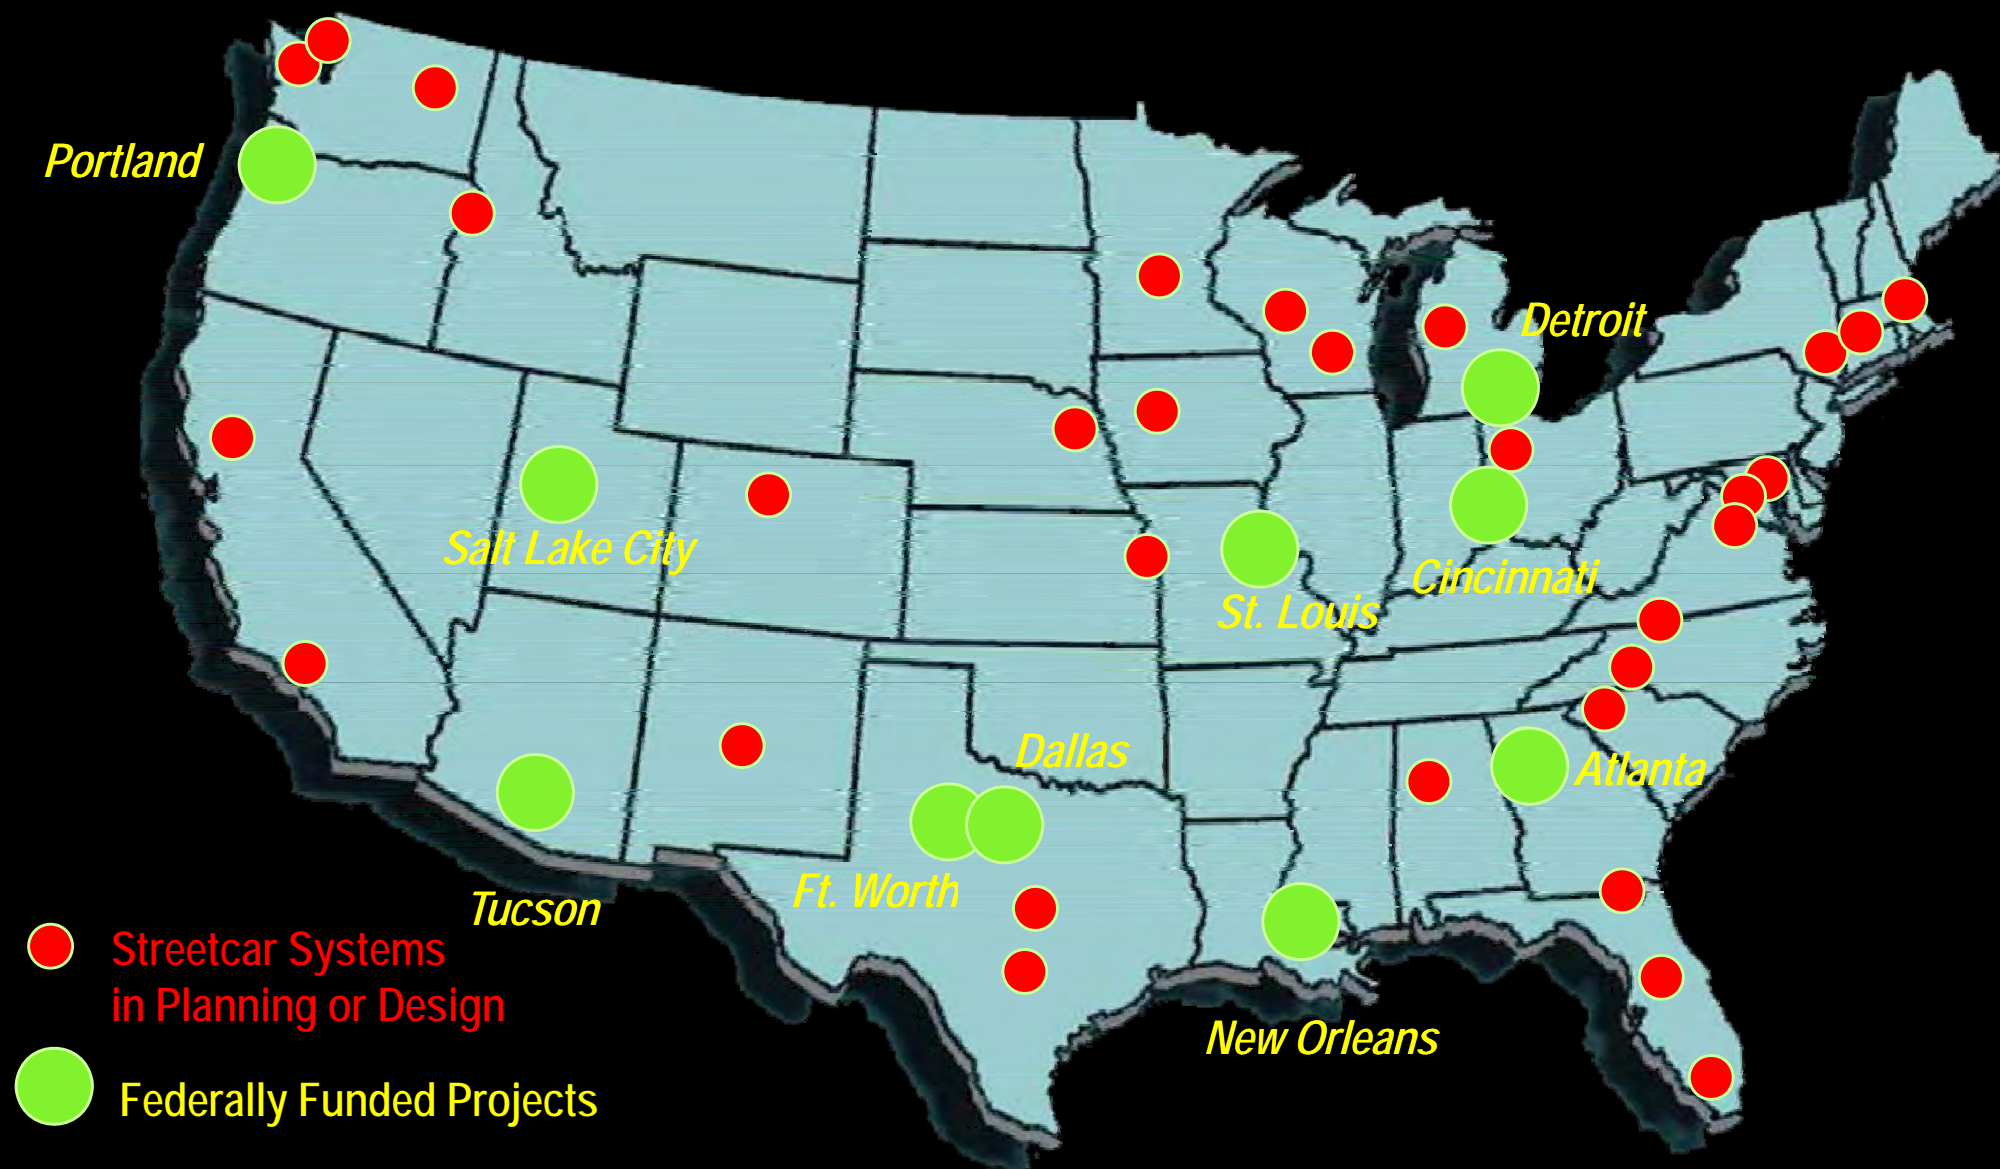 Portland
Detroit
Salt Lake City
Cincinnati
St. Louis
Dallas
Atlanta
Ft. Worth
Tucson
Streetcar Systems
in Planning or Design
New Orleans
Federally Funded Projects